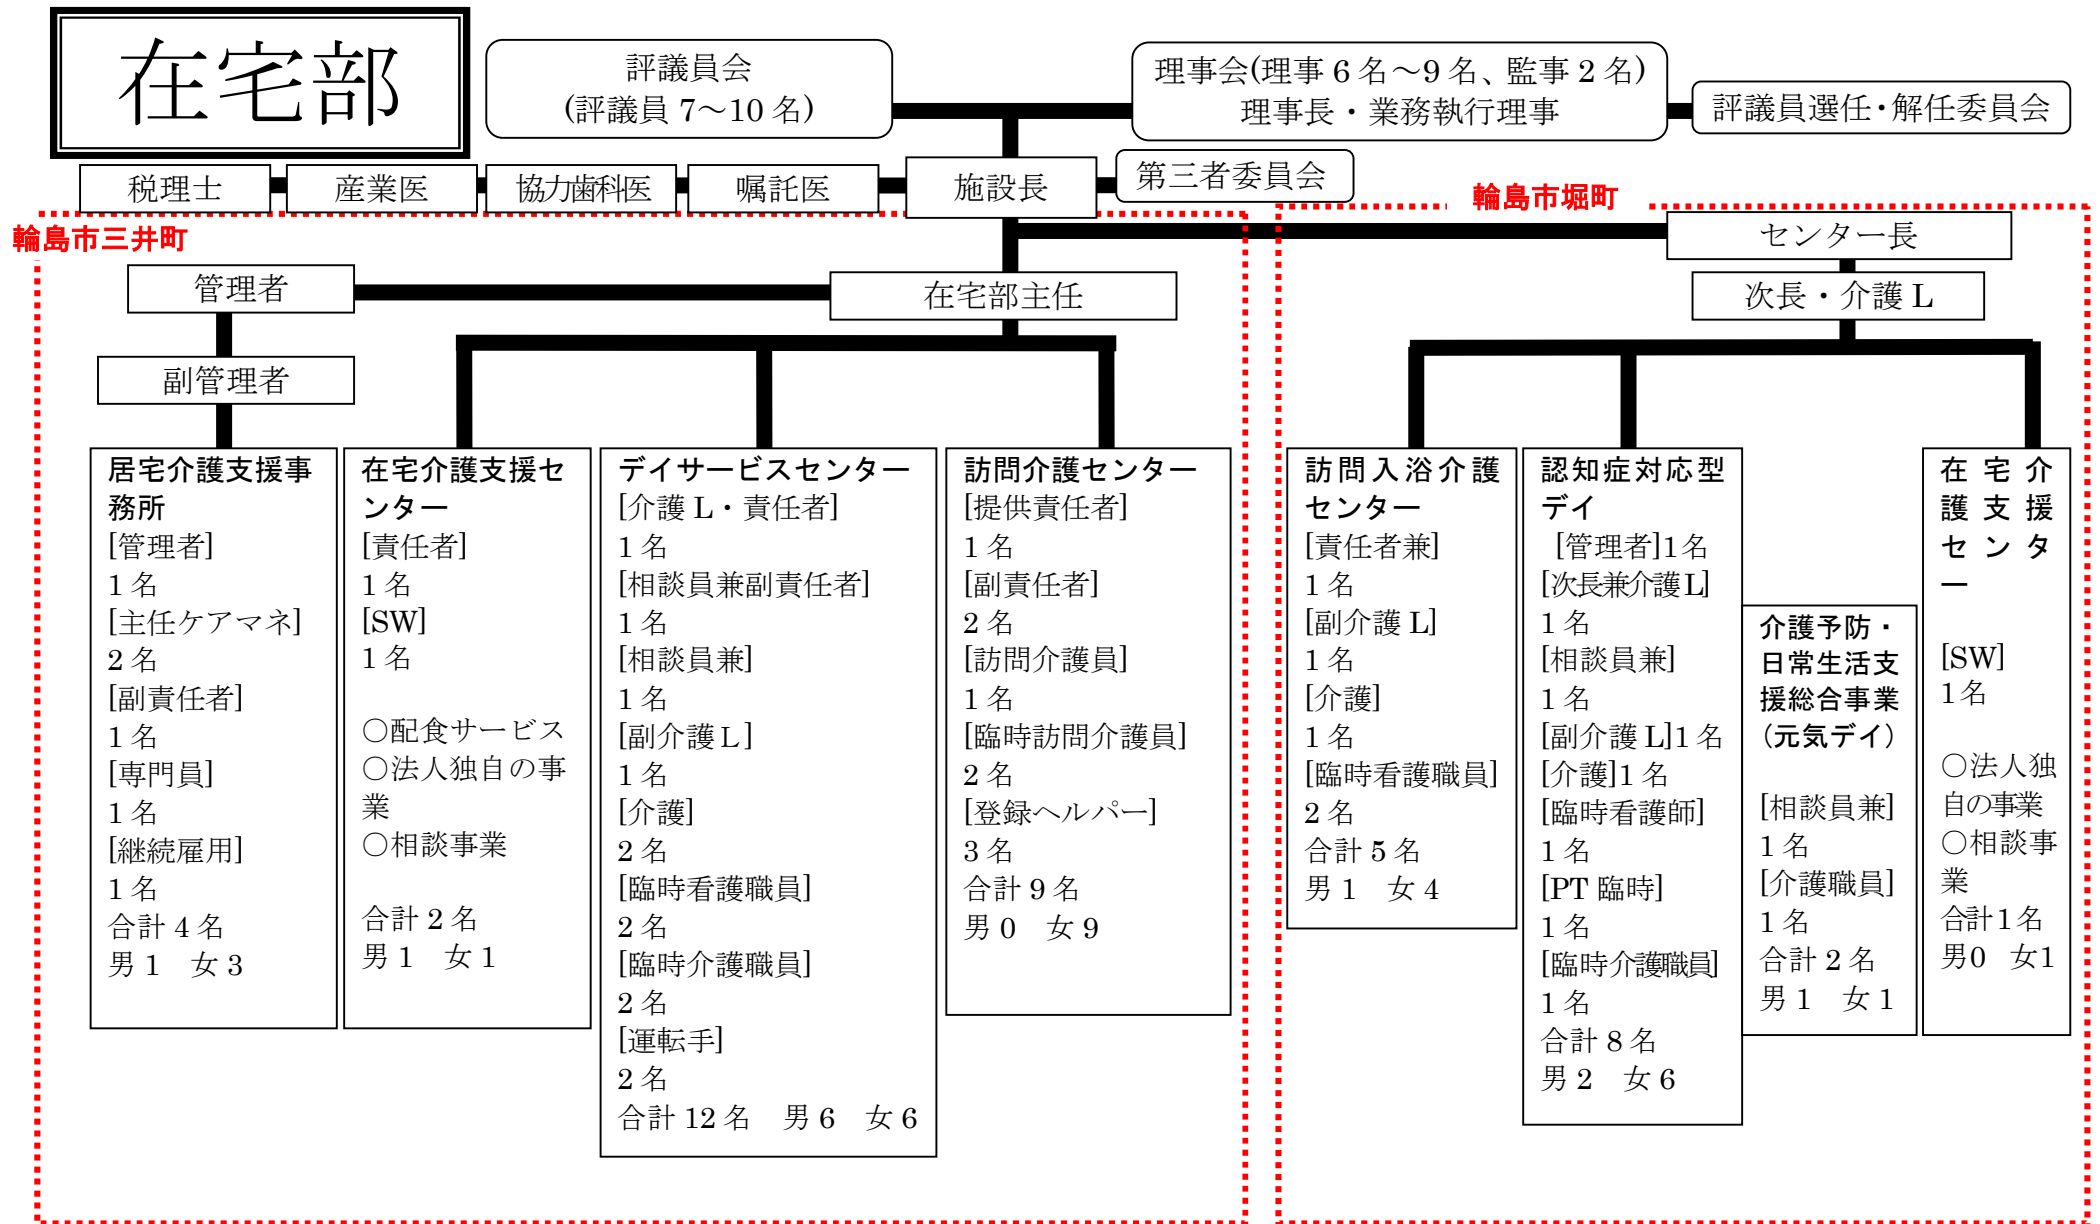 在宅部
評議員会
(評議員 7～10 名)
理事会(理事 6 名～9 名、監事 2 名)
理事長・業務執行理事
評議員選任・解任委員会
税理士
産業医
協力歯科医
嘱託医
施設長
第三者委員会
輪島市三井町
輪島市堀町
センター長
管理者
在宅部主任
次長・介護 L
副管理者
居宅介護支援事
務所
[管理者]
1 名
[主任ケアマネ]
2 名
[副責任者]
1 名
[専門員]
1 名
[継続雇用]
1 名
合計 4 名
男 1　女 3
在宅介護支援セ
ンター
[責任者]
1 名
[SW]
1 名
○配食サービス
○法人独自の事
業
○相談事業
合計 2 名
男 1　女 1
デイサービスセンター
[介護 L・責任者]
1 名
[相談員兼副責任者]
1 名
[相談員兼]
1 名
[副介護Ｌ]
1 名
[介護]
2 名
[臨時看護職員]
2 名
[臨時介護職員]
2 名
[運転手]
2 名
合計 12 名　男 6　女 6
訪問介護センター
[提供責任者]
1 名
[副責任者]
2 名
[訪問介護員]
1 名
[臨時訪問介護員]
2 名
[登録ヘルパー]
3 名
合計 9 名
男 0　女 9
訪問入浴介護
センター
[責任者兼]
1 名
[副介護 L]
1 名
[介護]
1 名
[臨時看護職員]
2 名
合計 5 名
男 1　女 4
認知症対応型
デイ
[管理者]1 名
[次長兼介護 L]
1 名
[相談員兼]
1 名
[副介護 L]1 名
[介護]1 名
[臨時看護師]
1 名
[PT 臨時]
1 名
[臨時介護職員]
1 名
合計 8 名
男 2　女 6
介護予防・
日常生活支
援総合事業
（元気デイ）
[相談員兼]
1 名
[介護職員]
1 名
合計 2 名
男 1　女 1
在宅介
護支援
センタ
ー
[SW]
1 名
○法人独
自の事業
○相談事
業
合計 1 名
男0　女1